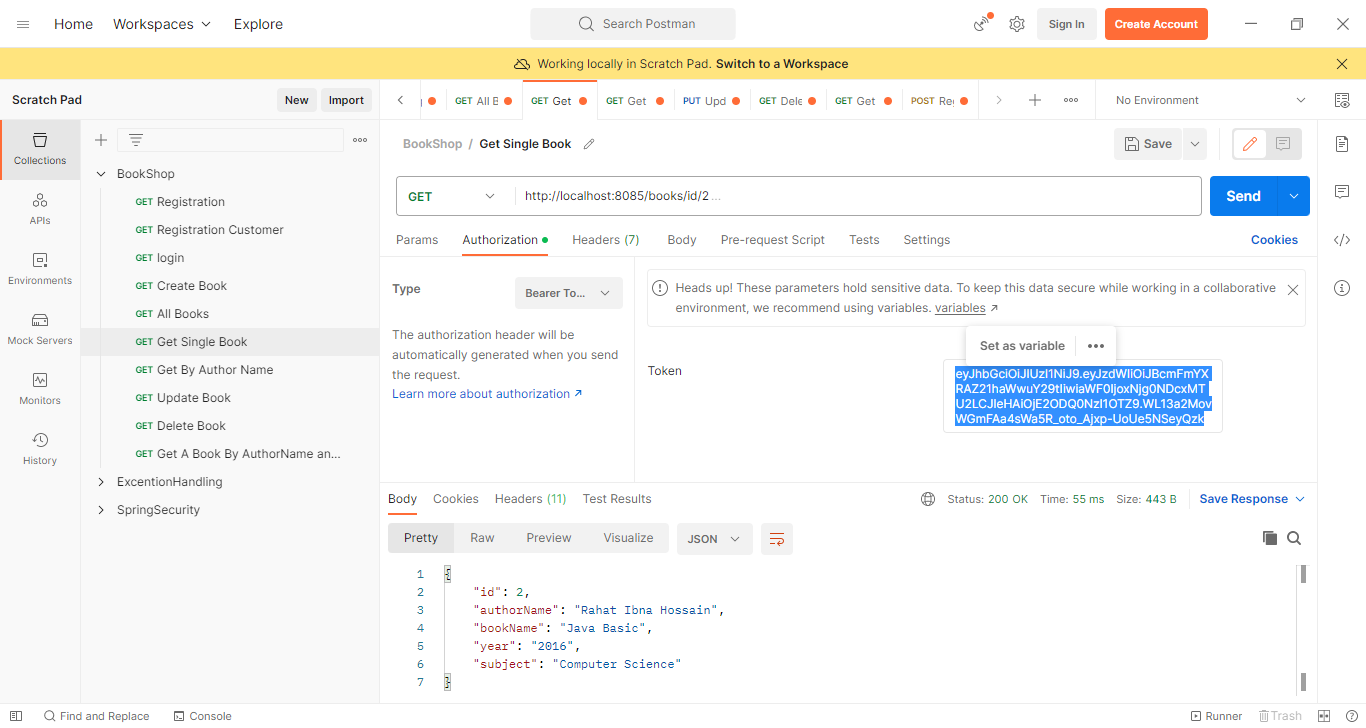 Home Workspaces Explore Search Postman Sign In Create Account
Working locally in Scratch Pad. Switch to a Workspace
Scratch Pad New Import
GET All B GET Get GET Get PUT Upd GET Dele GET Get POST Reg No Environment
Collections
APIs
Environments
Mock Servers
Monitors
History
BookShop
GET Registration
GET Registration Customer
GET login
GET Create Book
GET All Books
GET Get Single Book
GET Get By Author Name
GET Update Book
GET Delete Book
GET Get A Book By AuthorName an...
ExcentionHandling
SpringSecurity
BookShop / Get Single Book Save
GET http://localhost:8085/books/id/2 ... Send
Params Authorization Headers (7) Body Pre-request Script Tests Settings Cookies
Type Bearer To...
The authorization header will be
automatically generated when you send
the request.
Learn more about authorization ↗
Heads up! These parameters hold sensitive data. To keep this data secure while working in a collaborative
environment, we recommend using variables. variables ↗
Set as variable •••
Token
eyJhbGciOiJIUzI1NiJ9.eyJzdWIiOiJBcmFmYX
RAZ21haWwuY29tIiwiaWF0IjoxNjg0NDcxMT
U2LCJleHAiOjE2ODQ0NzI1OTZ9.WL13a2Mov
WGmFAa4sWa5R_oto_Ajxp-UoUe5NSeyQzk
Body Cookies Headers (11) Test Results Status: 200 OK Time: 55 ms Size: 443 B Save Response
Pretty Raw Preview Visualize JSON
1 {
2 "id": 2,
3 "authorName": "Rahat Ibna Hossain",
4 "bookName": "Java Basic",
5 "year": "2016",
6 "subject": "Computer Science"
7 }
Find and Replace Console Runner Trash